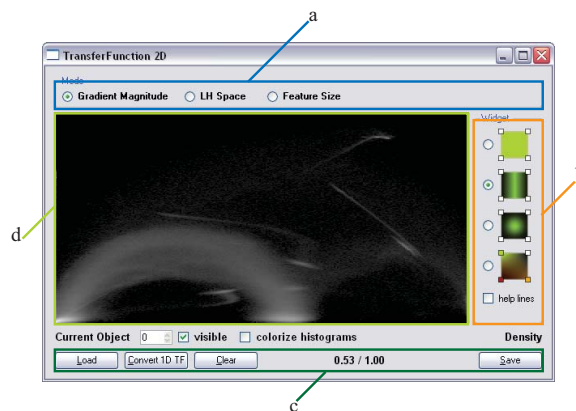 a
TransferFunction 2D
Mode
Gradient Magnitude LH Space Feature Size
Widget
d
help lines
Current Object 0 visible colorize histograms Density
Load Convert 1D TF Clear 0.53 / 1.00 Save
c